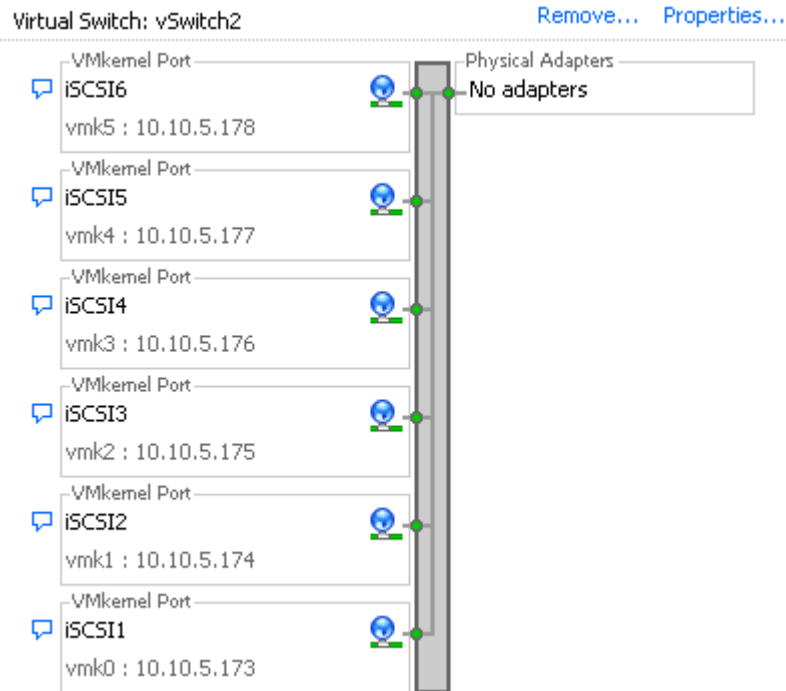 Virtual Switch: vSwitch2 Remove... Properties...
VMkernel Port Physical Adapters
iSCSI6 No adapters
vmk5 : 10.10.5.178
VMkernel Port
iSCSI5
vmk4 : 10.10.5.177
VMkernel Port
iSCSI4
vmk3 : 10.10.5.176
VMkernel Port
iSCSI3
vmk2 : 10.10.5.175
VMkernel Port
iSCSI2
vmk1 : 10.10.5.174
VMkernel Port
iSCSI1
vmk0 : 10.10.5.173